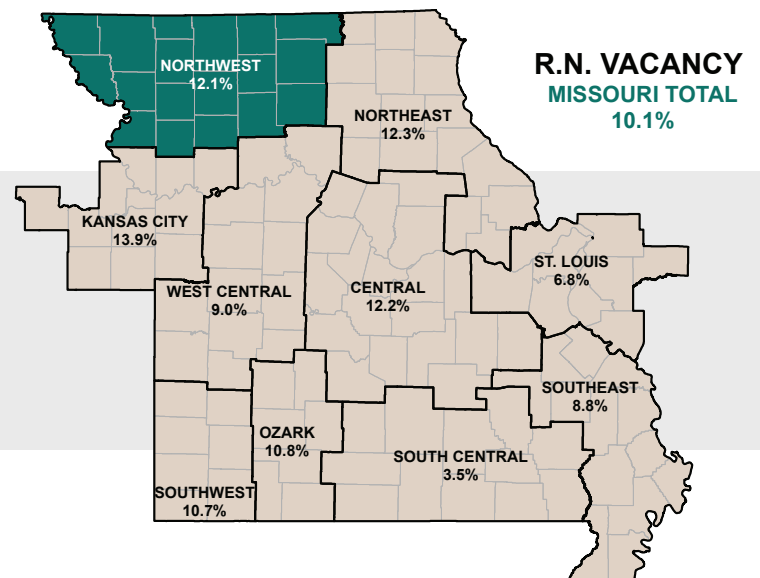 R.N. VACANCY
MISSOURI TOTAL
10.1%
NORTHWEST
12.1%
NORTHEAST
12.3%
KANSAS CITY
13.9%
ST. LOUIS
6.8%
WEST CENTRAL
9.0%
CENTRAL
12.2%
SOUTHEAST
8.8%
OZARK
10.8%
SOUTH CENTRAL
3.5%
SOUTHWEST
10.7%